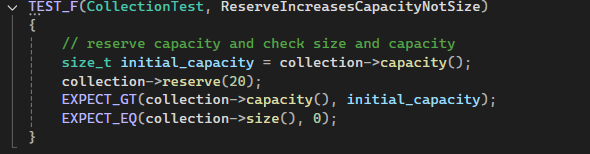 TEST_F(CollectionTest, ReserveIncreasesCapacityNotSize)
{
// reserve capacity and check size and capacity
size_t initial_capacity = collection->capacity();
collection->reserve(20);
EXPECT_GT(collection->capacity(), initial_capacity);
EXPECT_EQ(collection->size(), 0);
}